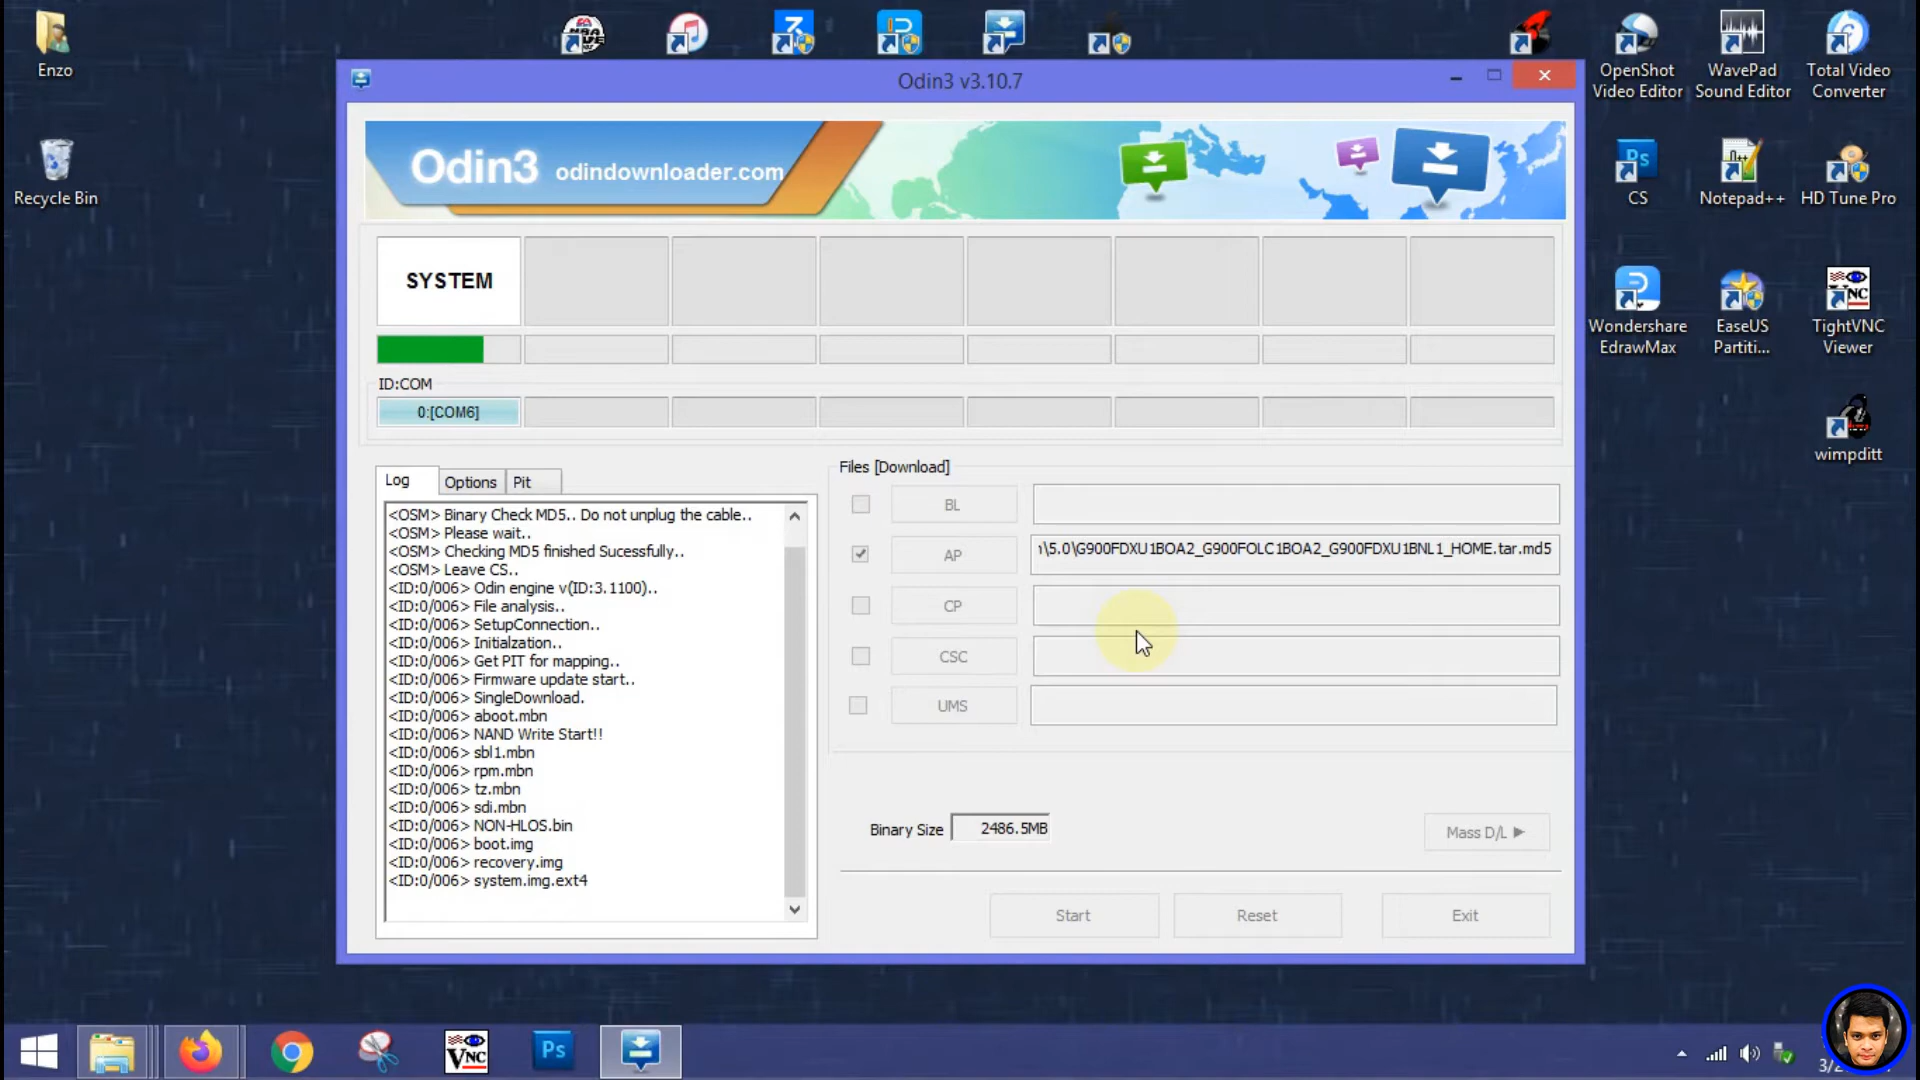 Enzo
OpenShot
Video Editor
WavePad
Sound Editor
Total Video
Converter
Recycle Bin
Ps
CS
Notepad++
HD Tune Pro
Wondershare
EdrawMax
EaseUS
Partiti...
VNC
TightVNC
Viewer
wimpditt
Odin3 v3.10.7
Odin3 odindownloader.com
SYSTEM
ID:COM
0:[COM6]
Log
Options
Pit
<OSM> Binary Check MD5.. Do not unplug the cable..
<OSM> Please wait..
<OSM> Checking MD5 finished Sucessfully..
<OSM> Leave CS..
<ID:0/006> Odin engine v(ID:3.1100)..
<ID:0/006> File analysis..
<ID:0/006> SetupConnection..
<ID:0/006> Initialzation..
<ID:0/006> Get PIT for mapping..
<ID:0/006> Firmware update start..
<ID:0/006> SingleDownload.
<ID:0/006> aboot.mbn
<ID:0/006> NAND Write Start!!
<ID:0/006> sbl1.mbn
<ID:0/006> rpm.mbn
<ID:0/006> tz.mbn
<ID:0/006> sdi.mbn
<ID:0/006> NON-HLOS.bin
<ID:0/006> boot.img
<ID:0/006> recovery.img
<ID:0/006> system.img.ext4
Files [Download]
BL
AP
\5.0\G900FDXU1BOA2_G900FOLC1BOA2_G900FDXU1BNL1_HOME.tar.md5
CP
CSC
UMS
Binary Size
2486.5MB
Mass D/L ▶
Start
Reset
Exit
VNC
Ps